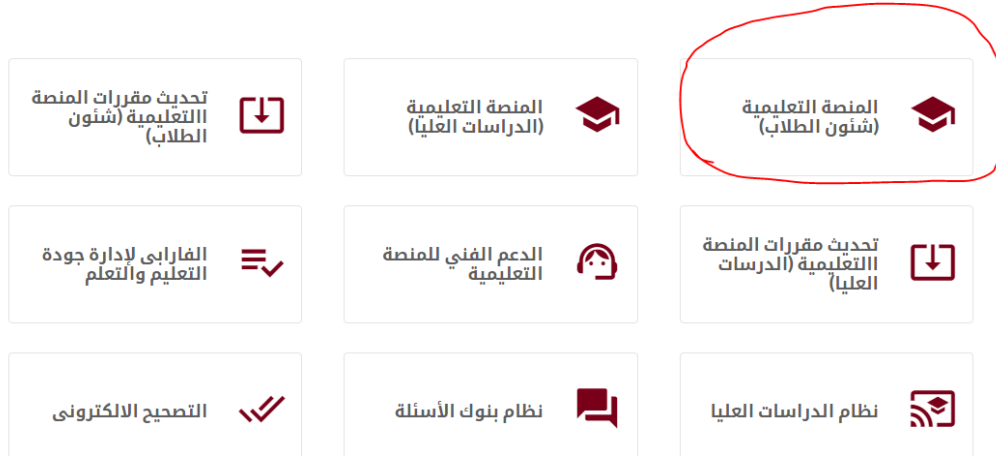 المنصة التعليمية
(شئون الطلاب)
المنصة التعليمية
(الدراسات العليا)
تحديث مقررات المنصة
االتعليمية (شئون
الطلاب)
تحديث مقررات المنصة
االتعليمية (الدرسات
العليا)
الدعم الفني للمنصة
التعليمية
الفارابى لإدارة جودة
التعليم والتعلم
نظام الدراسات العليا
نظام بنوك الأسئلة
التصحيح الالكترونى